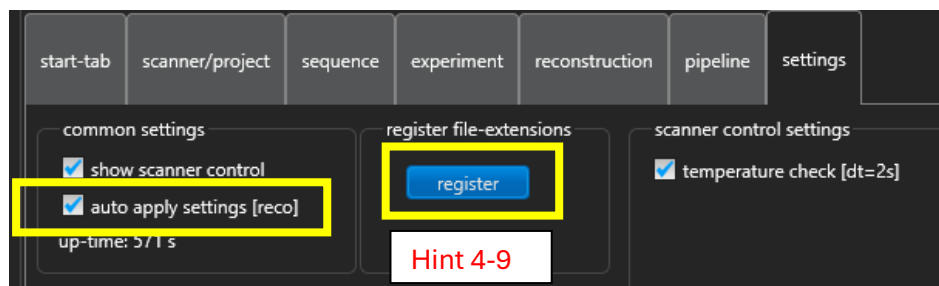 start-tab scanner/project sequence experiment reconstruction pipeline settings
common settings
show scanner control
auto apply settings [reco]
up-time: 571 s
register file-extensions
register
Hint 4-9
scanner control settings
temperature check [dt=2s]